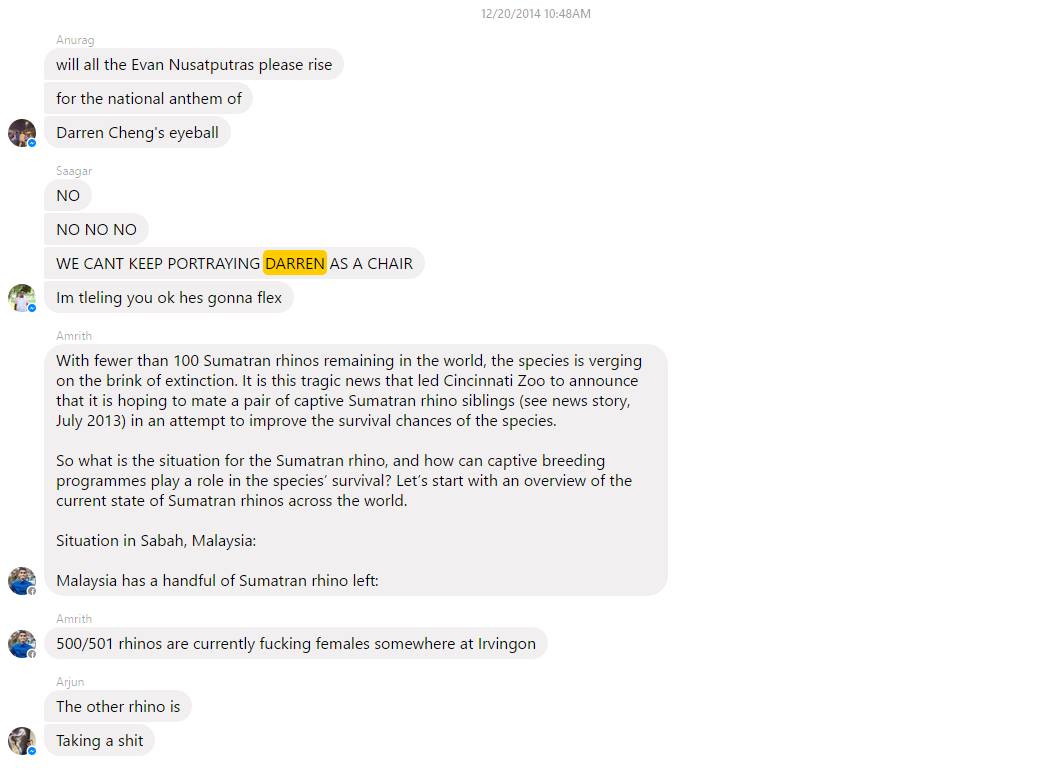 12/20/2014 10:48AM
Anurag
will all the Evan Nusatputras please rise
for the national anthem of
Darren Cheng's eyeball
Saagar
NO
NO NO NO
WE CANT KEEP PORTRAYING DARREN AS A CHAIR
Im tleling you ok hes gonna flex
Amrith
With fewer than 100 Sumatran rhinos remaining in the world, the species is verging
on the brink of extinction. It is this tragic news that led Cincinnati Zoo to announce
that it is hoping to mate a pair of captive Sumatran rhino siblings (see news story,
July 2013) in an attempt to improve the survival chances of the species.
So what is the situation for the Sumatran rhino, and how can captive breeding
programmes play a role in the species’ survival? Let’s start with an overview of the
current state of Sumatran rhinos across the world.
Situation in Sabah, Malaysia:
Malaysia has a handful of Sumatran rhino left:
Amrith
500/501 rhinos are currently fucking females somewhere at Irvingon
Arjun
The other rhino is
Taking a shit